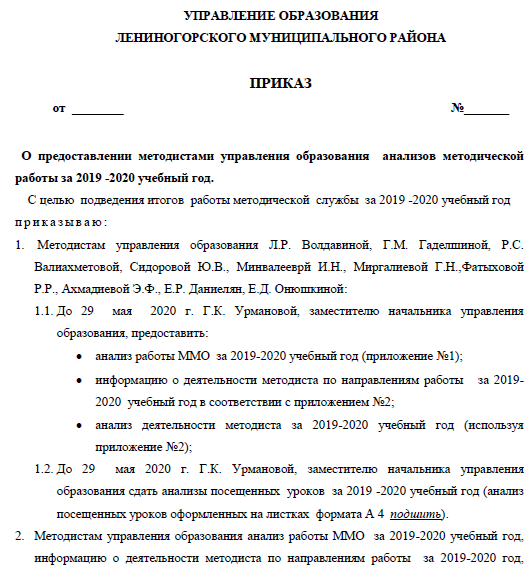 УПРАВЛЕНИЕ ОБРАЗОВАНИЯ
ЛЕНИНОГОРСКОГО МУНИЦИПАЛЬНОГО РАЙОНА
ПРИКАЗ
от ________ №_______
О предоставлении методистами управления образования анализов методической
работы за 2019 -2020 учебный год.
С целью подведения итогов работы методической службы за 2019 -2020 учебный год
приказываю:
1. Методистам управления образования Л.Р. Волдавиной, Г.М. Гаделшиной, Р.С.
Валиахметовой, Сидоровой Ю.В., Минвалееврй И.Н., Миргалиевой Г.Н.,Фатыховой
Р.Р., Ахмадиевой Э.Ф., Е.Р. Даниелян, Е.Д. Онюшкиной:
1.1. До 29 мая 2020 г. Г.К. Урмановой, заместителю начальника управления
образования, предоставить:
• анализ работы ММО за 2019-2020 учебный год (приложение №1);
• информацию о деятельности методиста по направлениям работы за 2019-
2020 учебный год в соответствии с приложением №2;
• анализ деятельности методиста за 2019-2020 учебный год (используя
приложение №2);
1.2. До 29 мая 2020 г. Г.К. Урмановой, заместителю начальника управления
образования сдать анализы посещенных уроков за 2019 -2020 учебный год (анализ
посещенных уроков оформленных на листках формата А 4 подшить).
2. Методистам управления образования анализ работы ММО за 2019-2020 учебный год,
информацию о деятельности методиста по направлениям работы за 2019-2020 год,